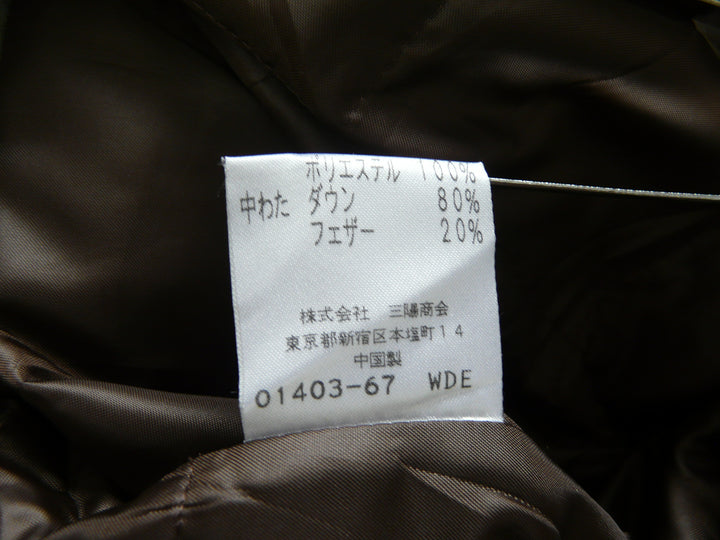 ポリエステル 100%
中わた ダウン 80%
フェザー 20%
株式会社 三陽商会
東京都新宿区本塩町14
中国製
01403-67 WDE